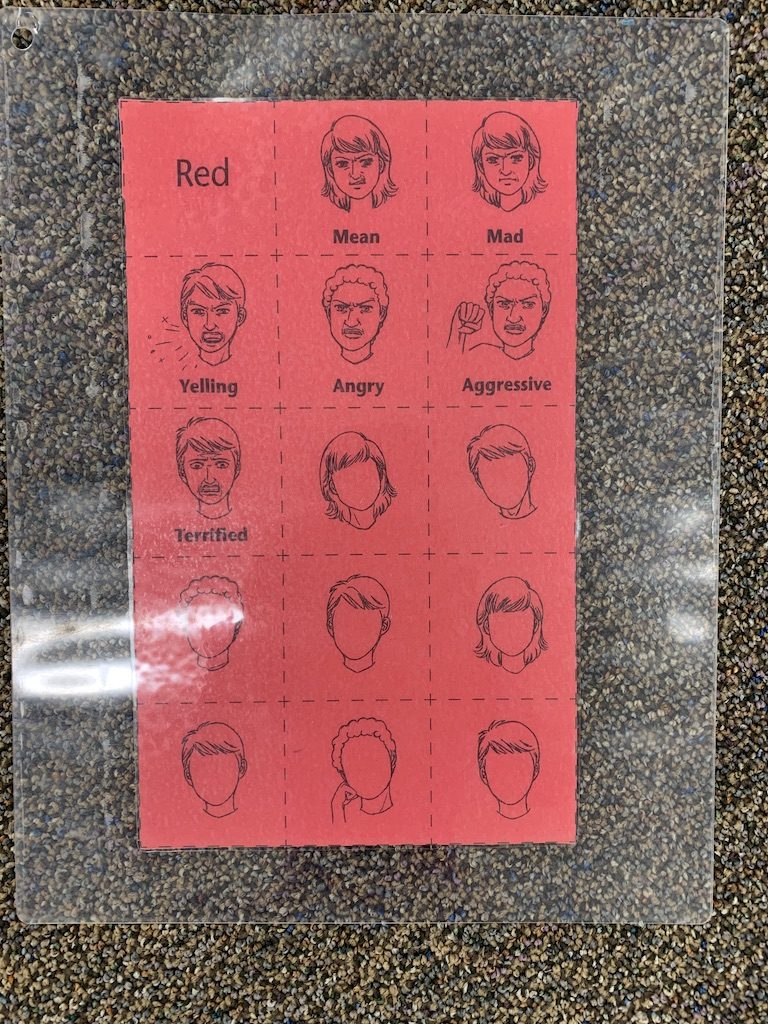 Red
Mean
Mad
Yelling
Angry
Aggressive
Terrified